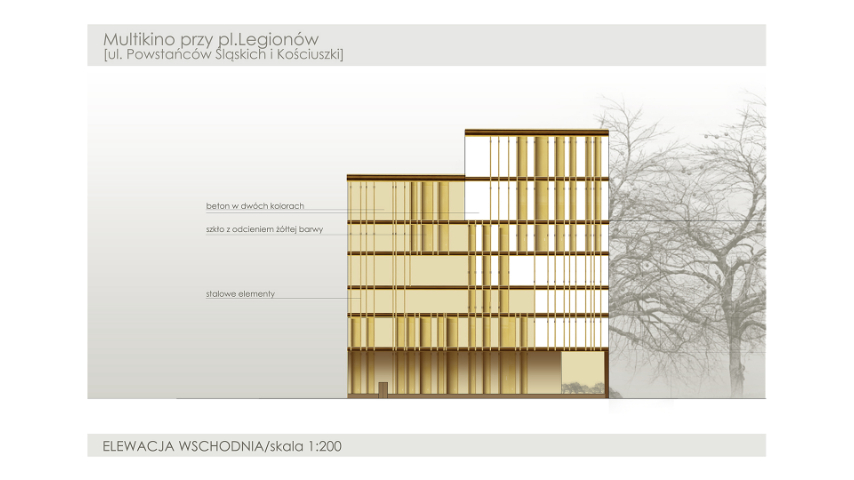 Multikino przy pl.Legionów
[ul. Powstańców Śląskich i Kościuszki]
beton w dwóch kolorach
szkło z odcieniem żółtej barwy
stalowe elementy
ELEWACJA WSCHODNIA/skala 1:200